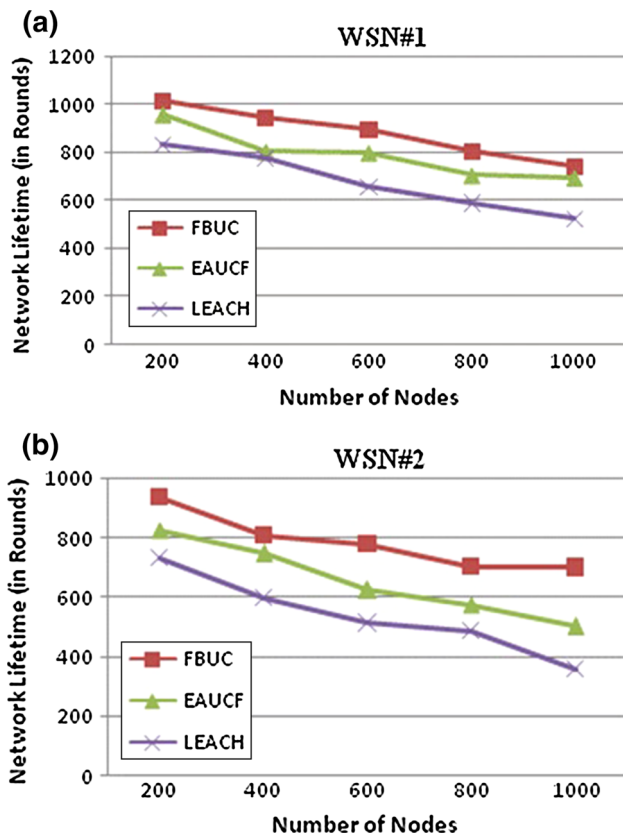 (a)
WSN#1
Network Lifetime (in Rounds)
1200
1000
800
600
400
200
0
FBUC
EAUCF
LEACH
200 400 600 800 1000
Number of Nodes
(b)
WSN#2
Network Lifetime (in Rounds)
1000
800
600
400
200
0
FBUC
EAUCF
LEACH
200 400 600 800 1000
Number of Nodes